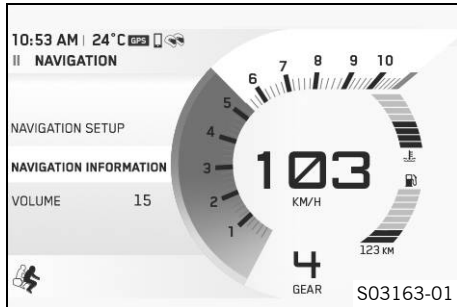 10:53 AM | 24°C GPS
NAVIGATION
NAVIGATION SETUP
NAVIGATION INFORMATION
VOLUME 15
1
2
3
4
5
6
7
8
9
10
103
KM/H
123 KM
4
GEAR
S03163-01